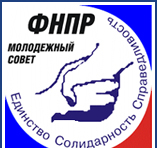 ФНПР
МОЛОДЕЖНЫЙ
СОВЕТ
Единство Солидарность Справедливость